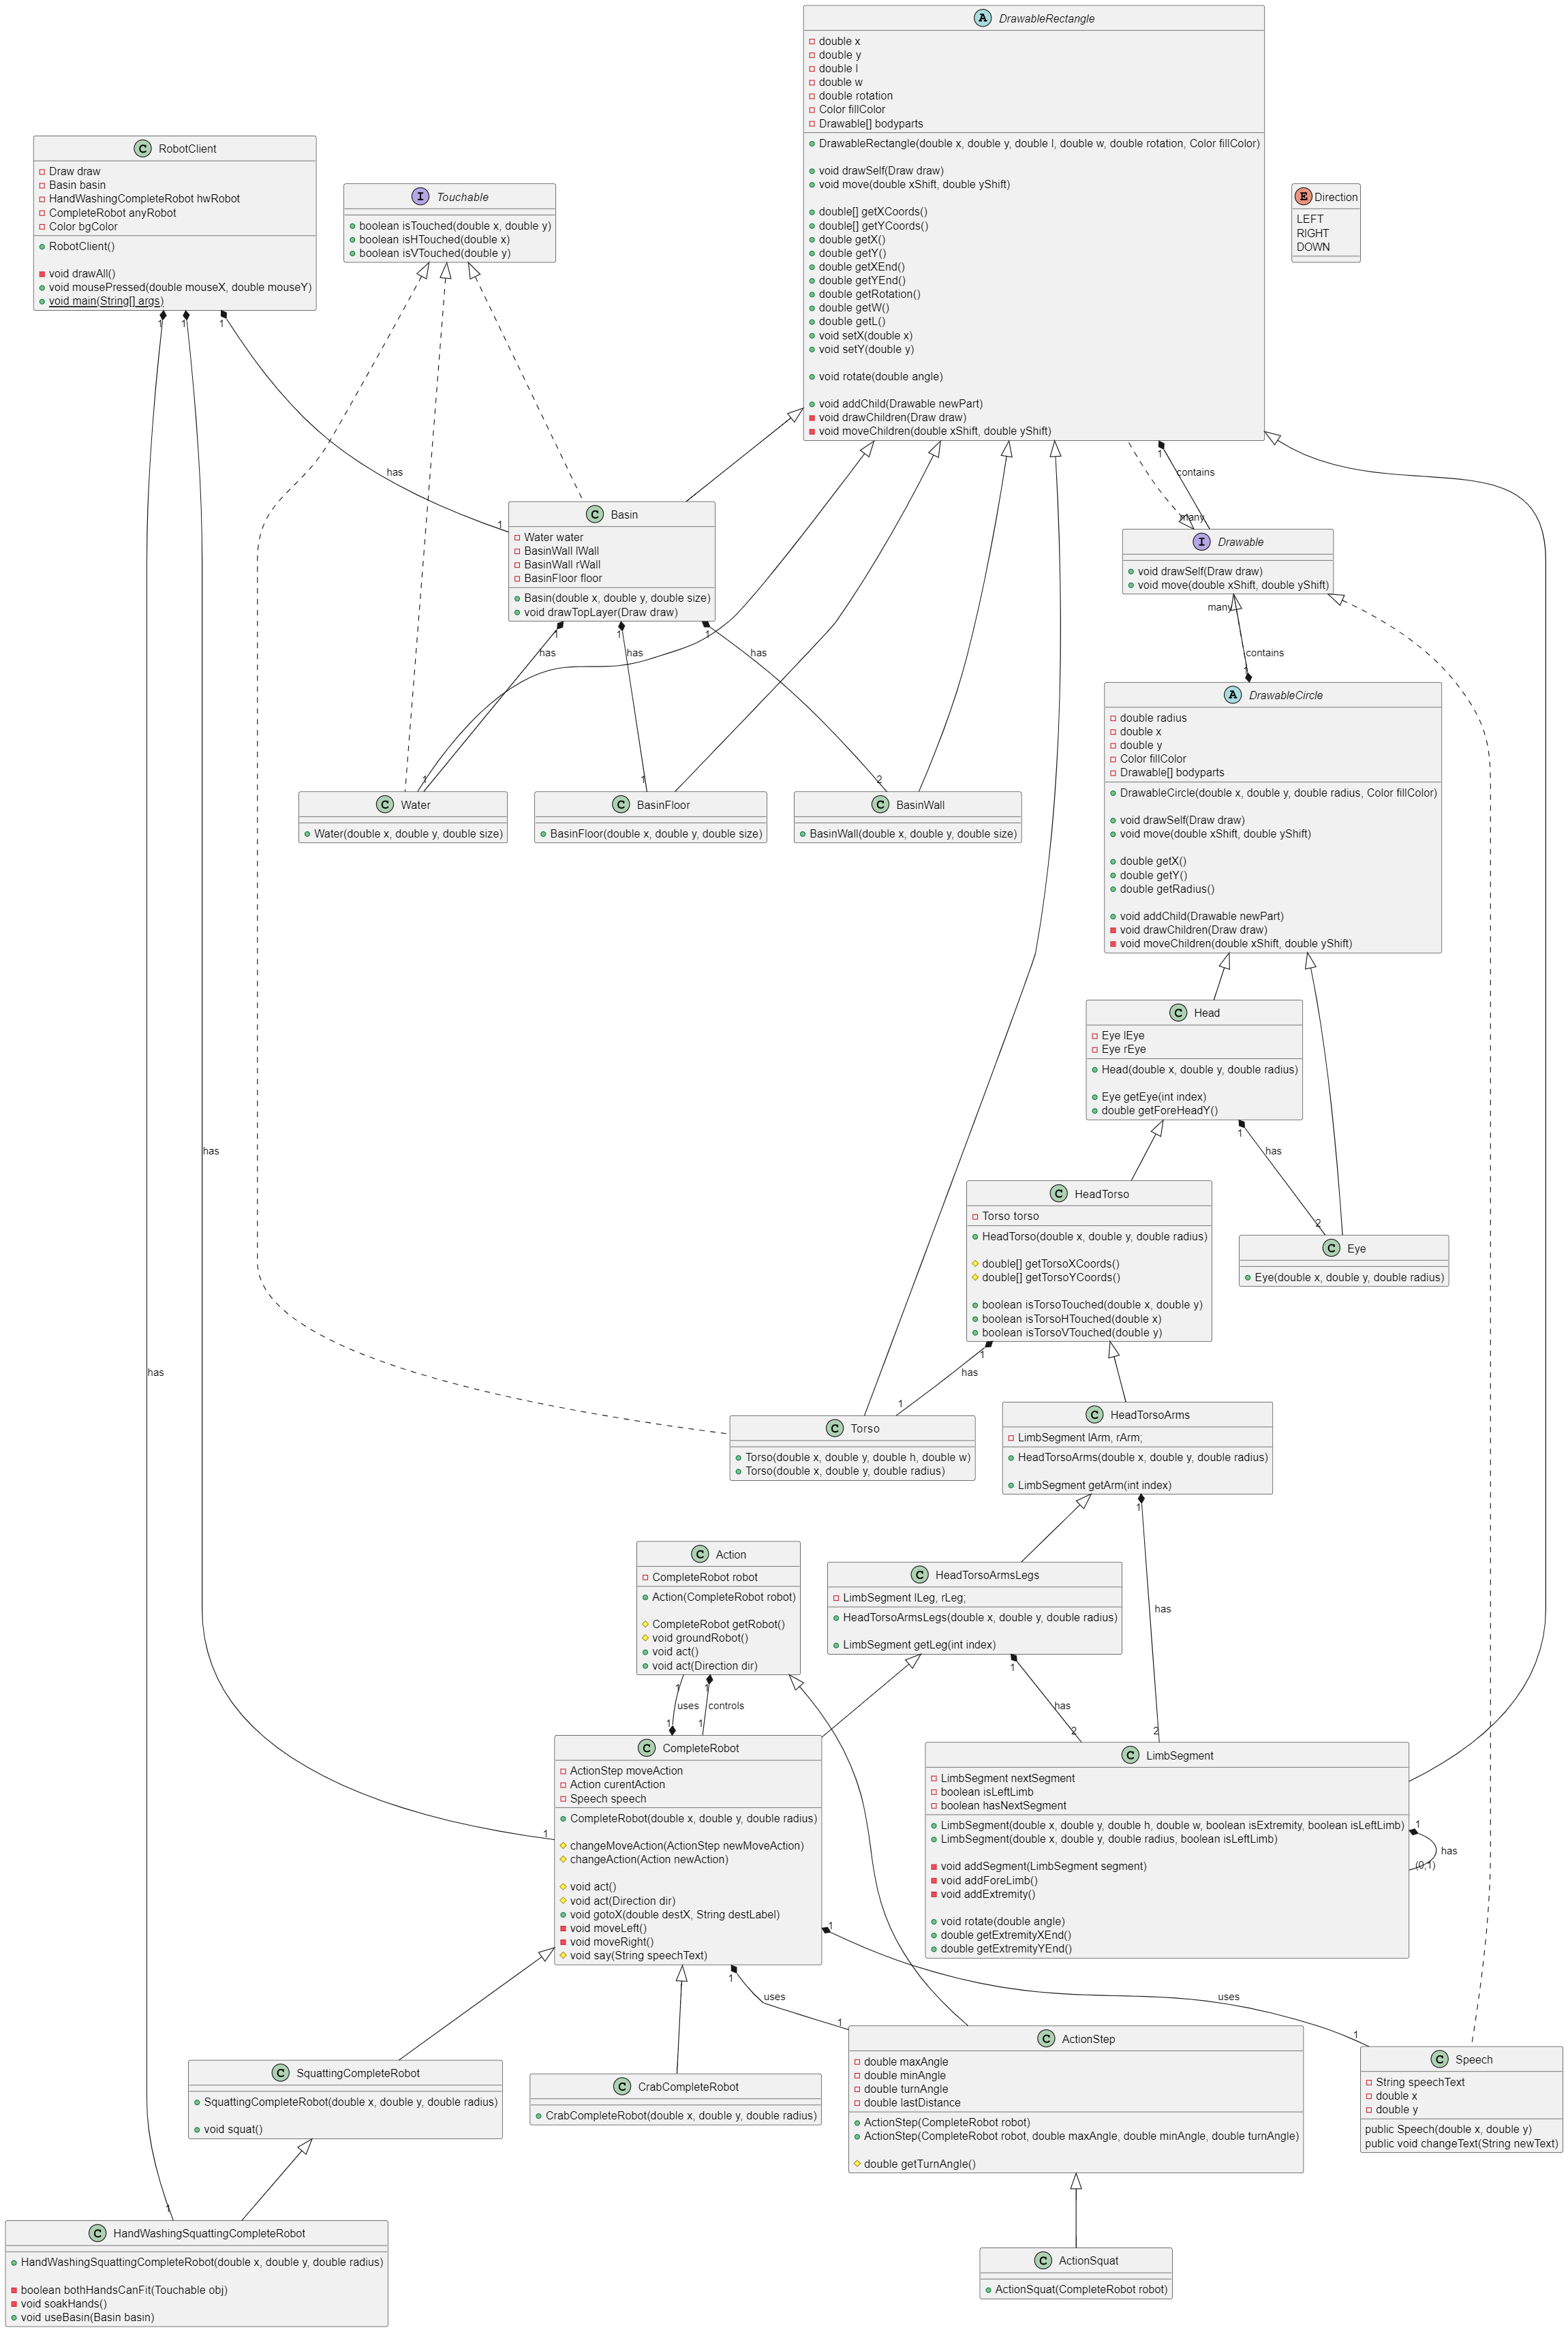 A DrawableRectangle
double x
double y
double l
double w
double rotation
Color fillColor
Drawable[] bodyparts
DrawableRectangle(double x, double y, double l, double w, double rotation, Color fillColor)
void drawSelf(Draw draw)
void move(double xShift, double yShift)
double[] getXCoords()
double[] getYCoords()
double getX()
double getY()
double getXEnd()
double getYEnd()
double getRotation()
double getW()
double getL()
void setX(double x)
void setY(double y)
void rotate(double angle)
void addChild(Drawable newPart)
void drawChildren(Draw draw)
void moveChildren(double xShift, double yShift)
C RobotClient
Draw draw
Basin basin
HandWashingCompleteRobot hwRobot
CompleteRobot anyRobot
Color bgColor
RobotClient()
void drawAll()
void mousePressed(double mouseX, double mouseY)
void main(String[] args)
I Touchable
boolean isTouched(double x, double y)
boolean isHTouched(double x)
boolean isVTouched(double y)
E Direction
LEFT
RIGHT
DOWN
1
1
1
has
1
1
contains
many
C Basin
Water water
BasinWall lWall
BasinWall rWall
BasinFloor floor
Basin(double x, double y, double size)
void drawTopLayer(Draw draw)
I Drawable
void drawSelf(Draw draw)
void move(double xShift, double yShift)
1
has
1
1
has
1
1
has
2
many
contains
1
C Water
Water(double x, double y, double size)
C BasinFloor
BasinFloor(double x, double y, double size)
C BasinWall
BasinWall(double x, double y, double size)
A DrawableCircle
double radius
double x
double y
Color fillColor
Drawable[] bodyparts
DrawableCircle(double x, double y, double radius, Color fillColor)
void drawSelf(Draw draw)
void move(double xShift, double yShift)
double getX()
double getY()
double getRadius()
void addChild(Drawable newPart)
void drawChildren(Draw draw)
void moveChildren(double xShift, double yShift)
C Head
Eye lEye
Eye rEye
Head(double x, double y, double radius)
Eye getEye(int index)
double getForeHeadY()
1
has
2
has
has
C HeadTorso
Torso torso
HeadTorso(double x, double y, double radius)
double[] getTorsoXCoords()
double[] getTorsoYCoords()
boolean isTorsoTouched(double x, double y)
boolean isTorsoHTouched(double x)
boolean isTorsoVTouched(double y)
C Eye
Eye(double x, double y, double radius)
1
has
1
C Torso
Torso(double x, double y, double h, double w)
Torso(double x, double y, double radius)
C HeadTorsoArms
LimbSegment lArm, rArm;
HeadTorsoArms(double x, double y, double radius)
LimbSegment getArm(int index)
1
has
2
C Action
CompleteRobot robot
Action(CompleteRobot robot)
CompleteRobot getRobot()
void groundRobot()
void act()
void act(Direction dir)
C HeadTorsoArmsLegs
LimbSegment lLeg, rLeg;
HeadTorsoArmsLegs(double x, double y, double radius)
LimbSegment getLeg(int index)
1
uses
1
1
controls
1
1
has
2
1
C CompleteRobot
ActionStep moveAction
Action curentAction
Speech speech
CompleteRobot(double x, double y, double radius)
changeMoveAction(ActionStep newMoveAction)
changeAction(Action newAction)
void act()
void act(Direction dir)
void gotoX(double destX, String destLabel)
void moveLeft()
void moveRight()
void say(String speechText)
C LimbSegment
LimbSegment nextSegment
boolean isLeftLimb
boolean hasNextSegment
LimbSegment(double x, double y, double h, double w, boolean isExtremity, boolean isLeftLimb)
LimbSegment(double x, double y, double radius, boolean isLeftLimb)
void addSegment(LimbSegment segment)
void addForeLimb()
void addExtremity()
void rotate(double angle)
double getExtremityXEnd()
double getExtremityYEnd()
1
has
(0,1)
1
uses
1
1
uses
1
C SquattingCompleteRobot
SquattingCompleteRobot(double x, double y, double radius)
void squat()
C CrabCompleteRobot
CrabCompleteRobot(double x, double y, double radius)
C ActionStep
double maxAngle
double minAngle
double turnAngle
double lastDistance
ActionStep(CompleteRobot robot)
ActionStep(CompleteRobot robot, double maxAngle, double minAngle, double turnAngle)
double getTurnAngle()
C Speech
String speechText
double x
double y
public Speech(double x, double y)
public void changeText(String newText)
1
C HandWashingSquattingCompleteRobot
HandWashingSquattingCompleteRobot(double x, double y, double radius)
boolean bothHandsCanFit(Touchable obj)
void soakHands()
void useBasin(Basin basin)
C ActionSquat
ActionSquat(CompleteRobot robot)